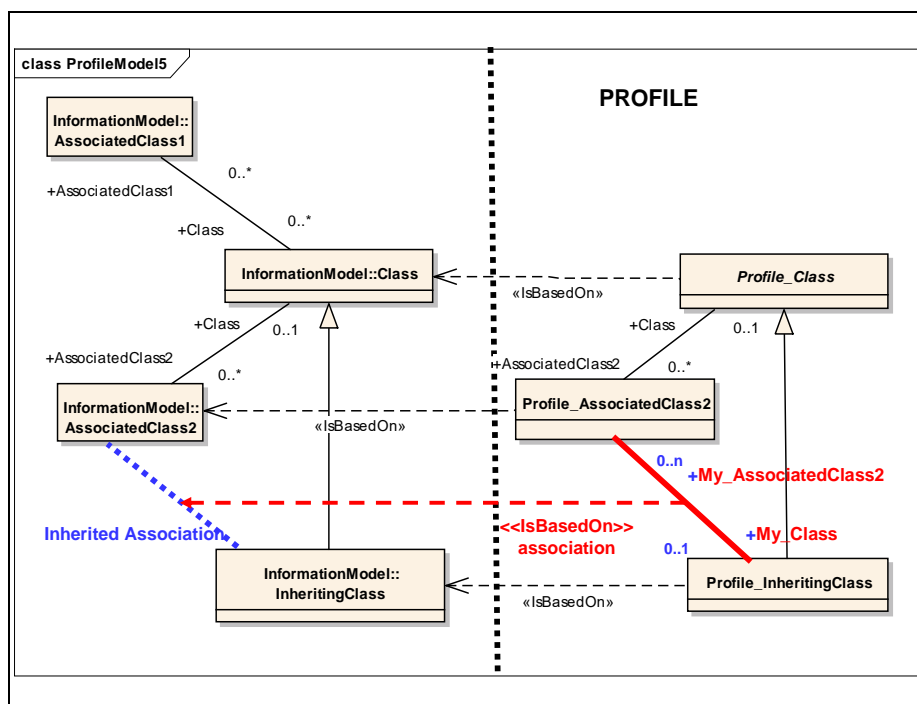 class ProfileModel5
PROFILE
InformationModel::
AssociatedClass1
0..*
+AssociatedClass1
0..*
+Class
InformationModel::Class
Profile_Class
«IsBasedOn»
+Class
0..1
+Class
0..1
+AssociatedClass2
0..*
+AssociatedClass2
0..*
InformationModel::
AssociatedClass2
Profile_AssociatedClass2
«IsBasedOn»
0..n
+My_AssociatedClass2
Inherited Association
<<IsBasedOn>>
association
+My_Class
0..1
InformationModel::
InheritingClass
Profile_InheritingClass
«IsBasedOn»